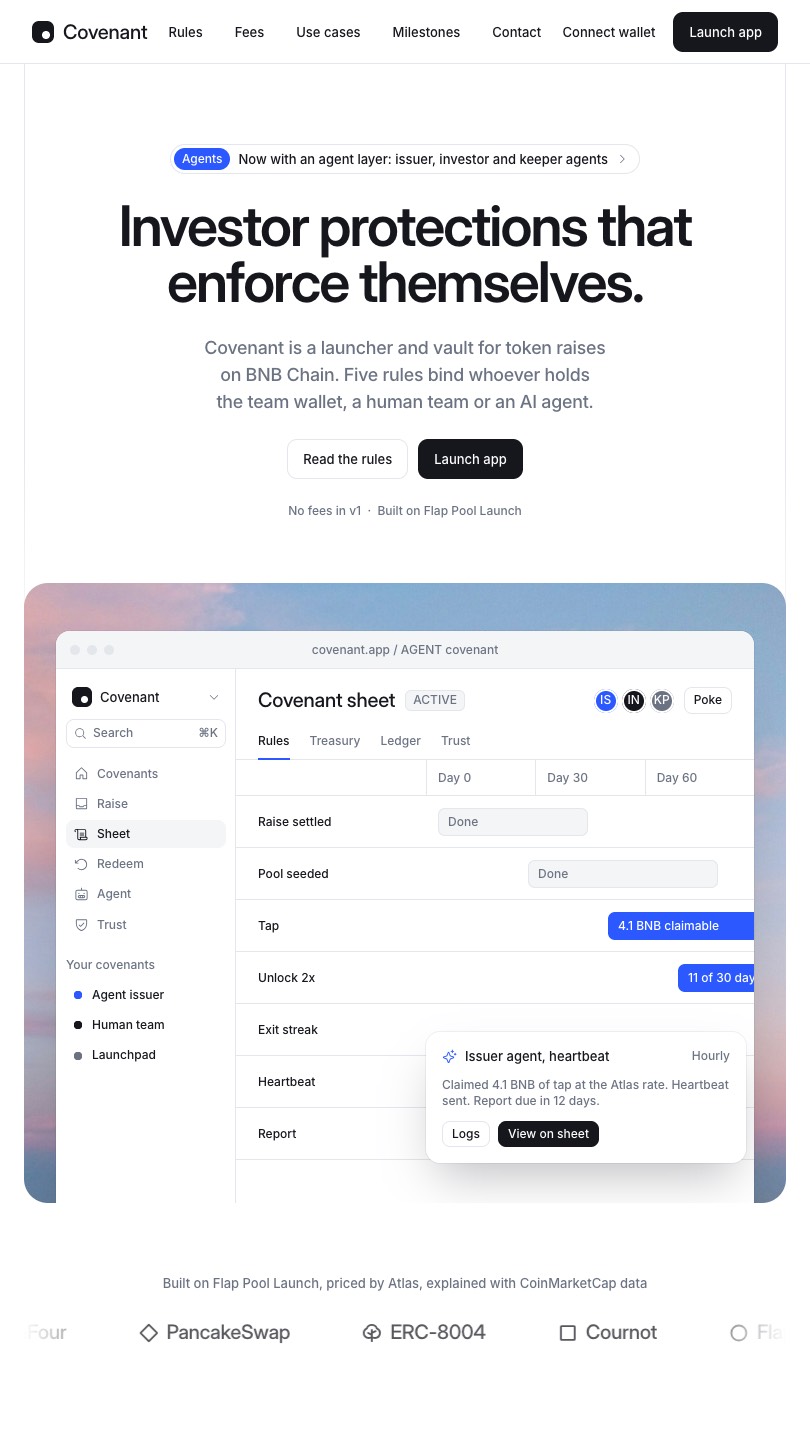 Covenant Rules Fees Use cases Milestones Contact Connect wallet Launch app
Agents Now with an agent layer: issuer, investor and keeper agents
Investor protections that
enforce themselves.
Covenant is a launcher and vault for token raises
on BNB Chain. Five rules bind whoever holds
the team wallet, a human team or an AI agent.
Read the rules Launch app
No fees in v1 · Built on Flap Pool Launch
covenant.app / AGENT covenant
Covenant
Search ⌘K
Covenants
Raise
Sheet
Redeem
Agent
Trust
Your covenants
Agent issuer
Human team
Launchpad
Covenant sheet ACTIVE IS IN KP Poke
Rules Treasury Ledger Trust
Day 0 Day 30 Day 60
Raise settled Done
Pool seeded Done
Tap 4.1 BNB claimable
Unlock 2x 11 of 30 day
Exit streak
Heartbeat
Report
Issuer agent, heartbeat Hourly
Claimed 4.1 BNB of tap at the Atlas rate. Heartbeat
sent. Report due in 12 days.
Logs View on sheet
Built on Flap Pool Launch, priced by Atlas, explained with CoinMarketCap data
Four PancakeSwap ERC-8004 Cournot Fla